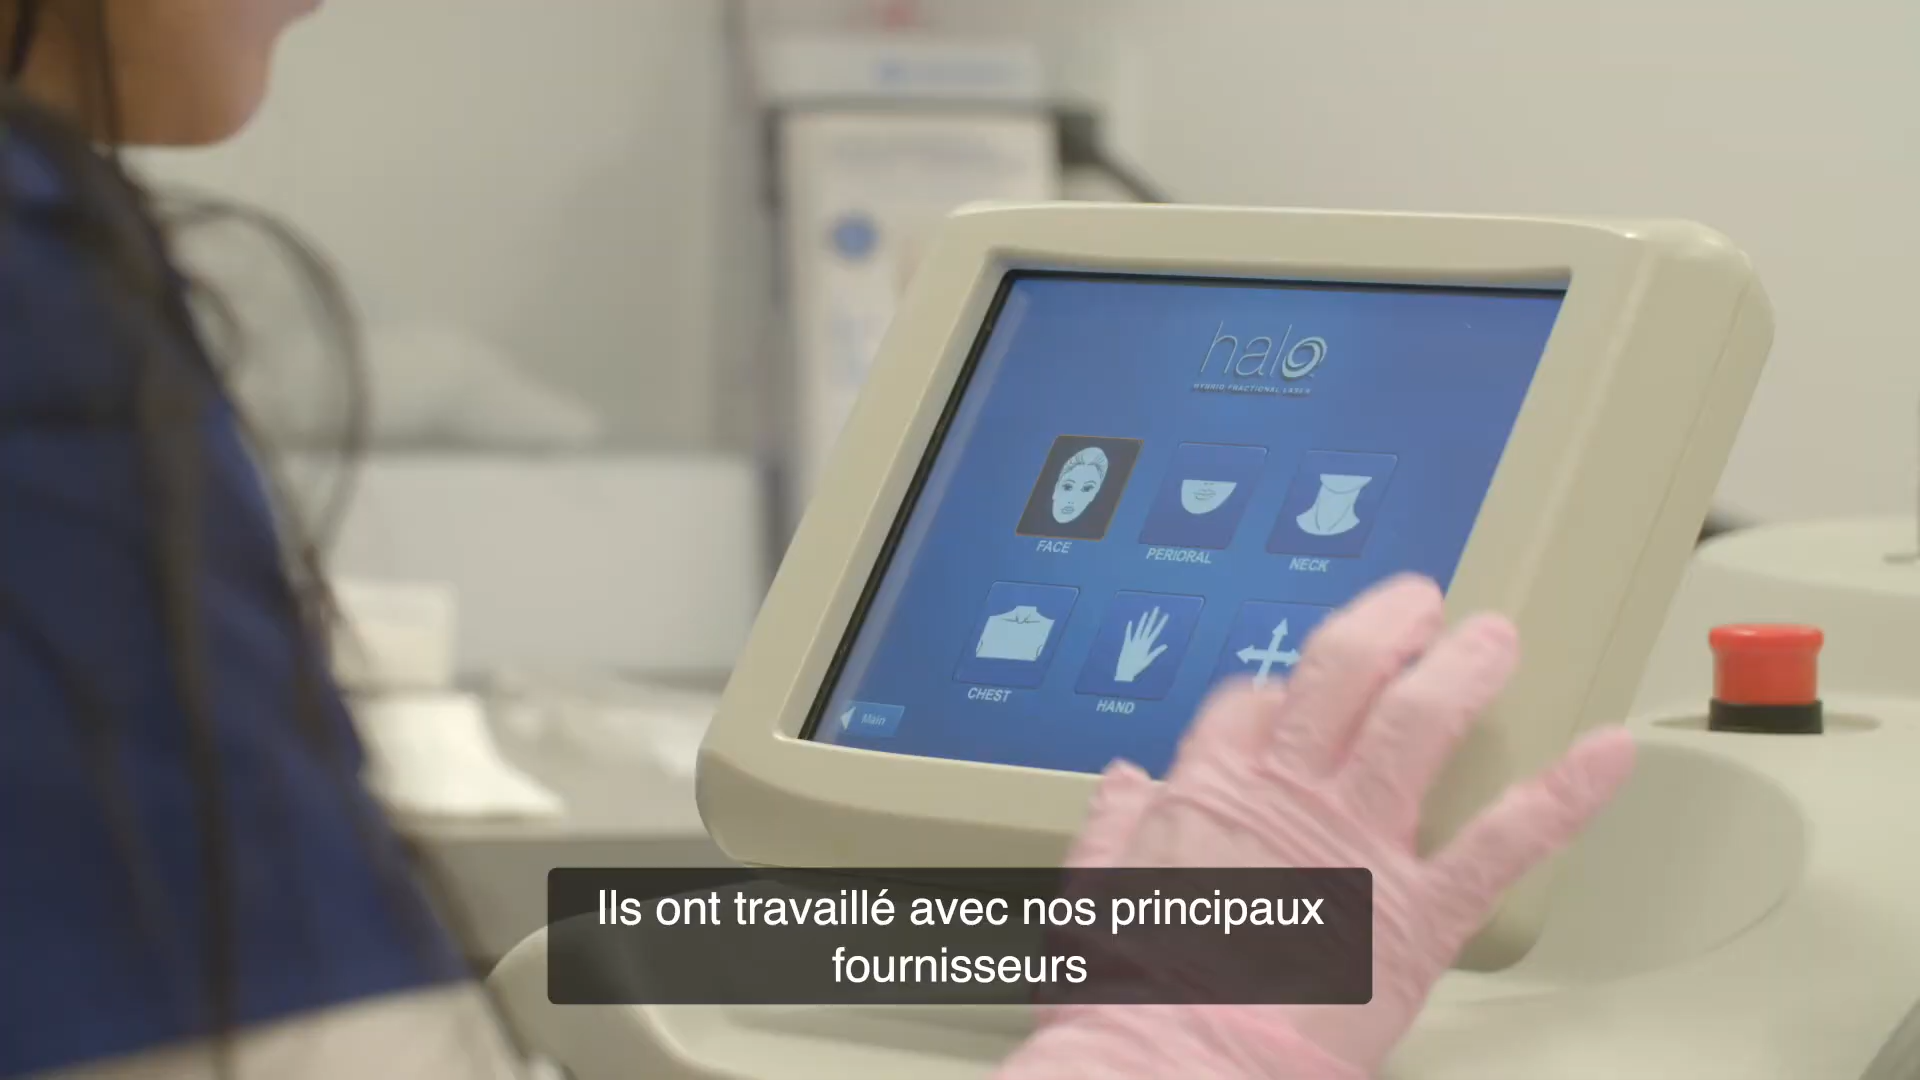 halo
HYBRID FRACTIONAL LASER
FACE
PERIORAL
NECK
CHEST
HAND
Main
Ils ont travaillé avec nos principaux
fournisseurs